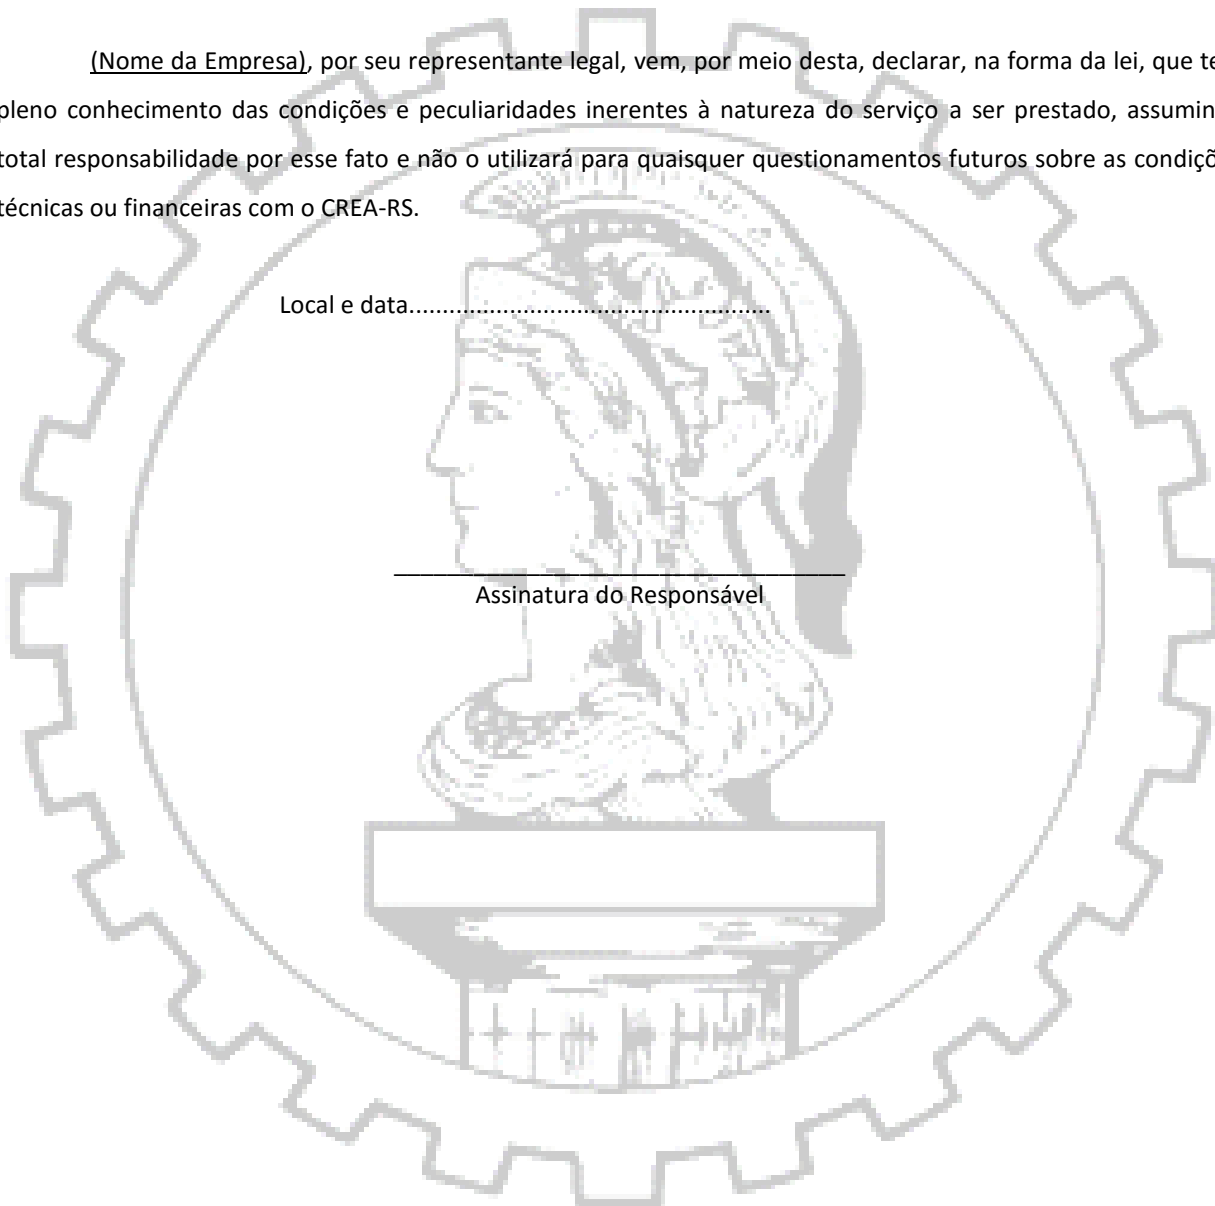 (Nome da Empresa), por seu representante legal, vem, por meio desta, declarar, na forma da lei, que te
pleno conhecimento das condições e peculiaridades inerentes à natureza do serviço a ser prestado, assumin
total responsabilidade por esse fato e não o utilizará para quaisquer questionamentos futuros sobre as condiçõ
técnicas ou financeiras com o CREA-RS.
Local e data......................................................
Assinatura do Responsável